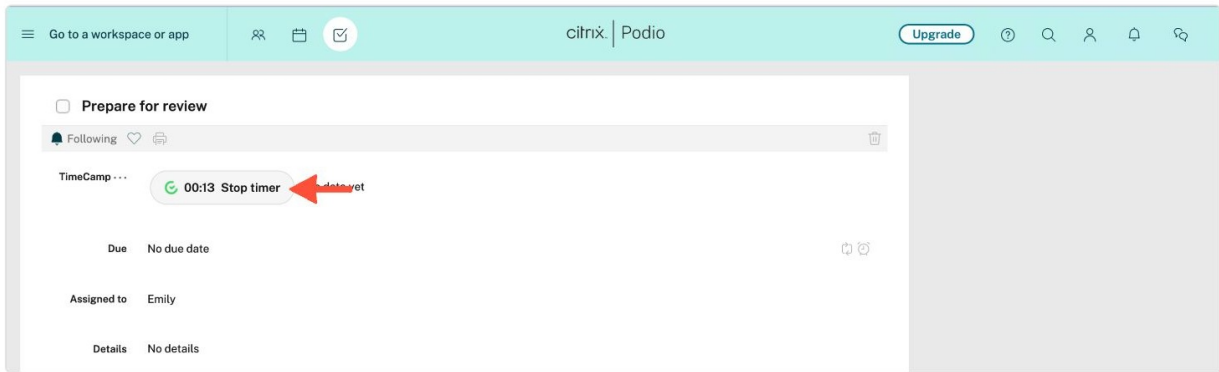 Go to a workspace or app
citrix. | Podio
Upgrade
Prepare for review
Following
TimeCamp ···
00:13 Stop timer
yet
Due No due date
Assigned to Emily
Details No details